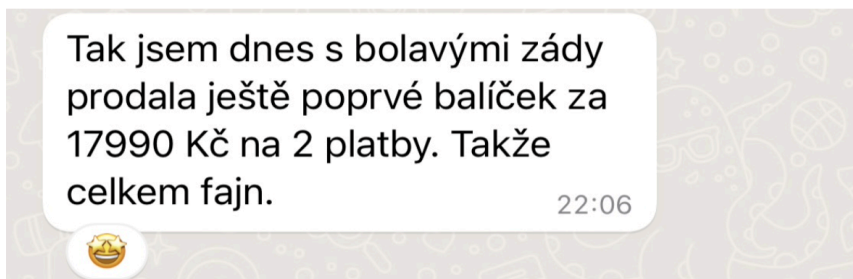 Tak jsem dnes s bolavými zády
prodala ještě poprvé balíček za
17990 Kč na 2 platby. Takže
celkem fajn.
22:06